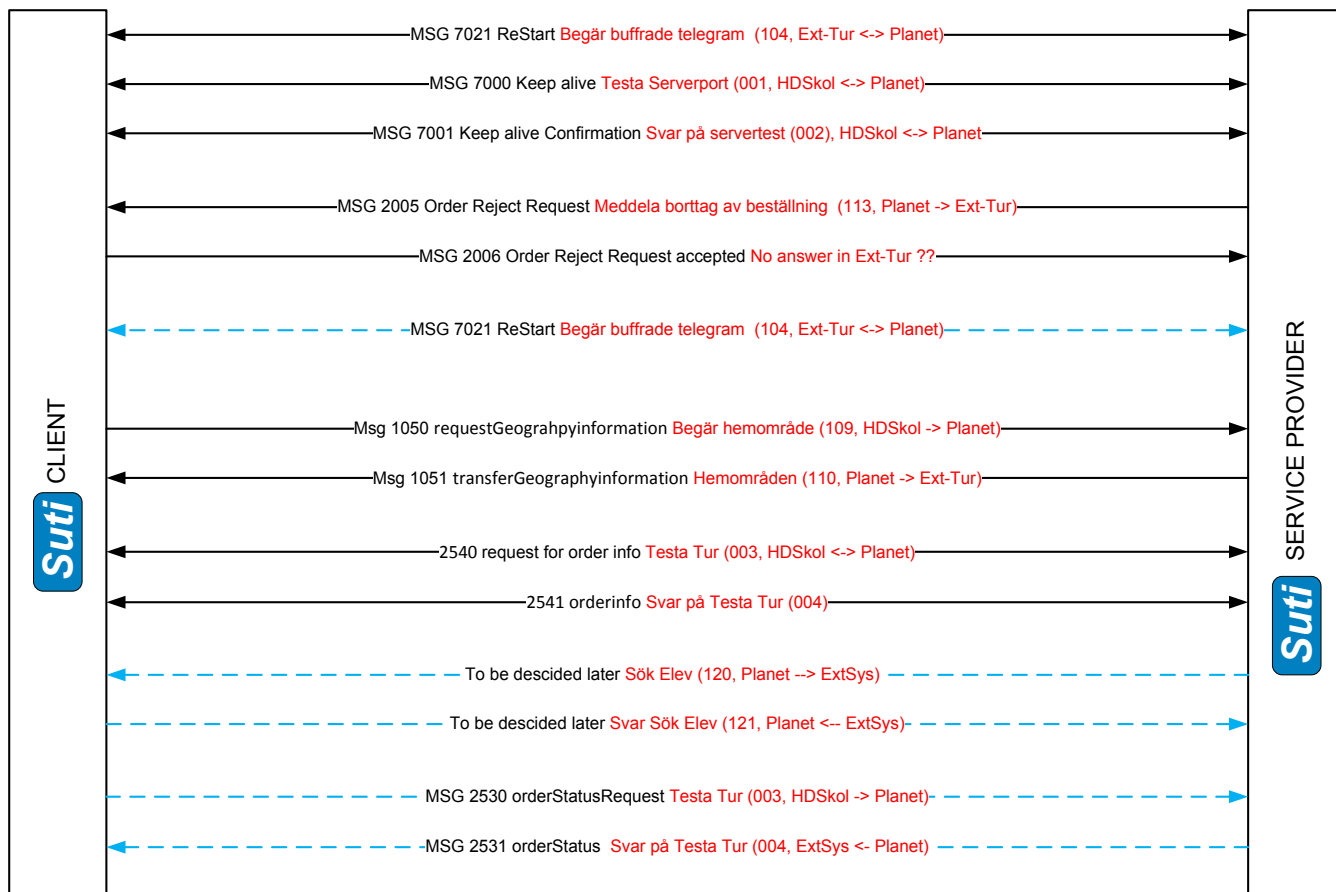 MSG 7021 ReStart Begär buffrade telegram (104, Ext-Tur <-> Planet)
MSG 7000 Keep alive Testa Serverport (001, HDSkol <-> Planet)
MSG 7001 Keep alive Confirmation Svar på servertest (002), HDSkol <-> Planet
MSG 2005 Order Reject Request Meddela borttag av beställning (113, Planet -> Ext-Tur)
MSG 2006 Order Reject Request accepted No answer in Ext-Tur ??
MSG 7021 ReStart Begär buffrade telegram (104, Ext-Tur <-> Planet)
Msg 1050 requestGeograhpyinformation Begär hemområde (109, HDSkol -> Planet)
Msg 1051 transferGeographyinformation Hemområden (110, Planet -> Ext-Tur)
2540 request for order info Testa Tur (003, HDSkol <-> Planet)
2541 orderinfo Svar på Testa Tur (004)
To be descided later Sök Elev (120, Planet --> ExtSys)
To be descided later Svar Sök Elev (121, Planet <-- ExtSys)
MSG 2530 orderStatusRequest Testa Tur (003, HDSkol -> Planet)
MSG 2531 orderStatus Svar på Testa Tur (004, ExtSys <- Planet)
Suti CLIENT
Suti SERVICE PROVIDER